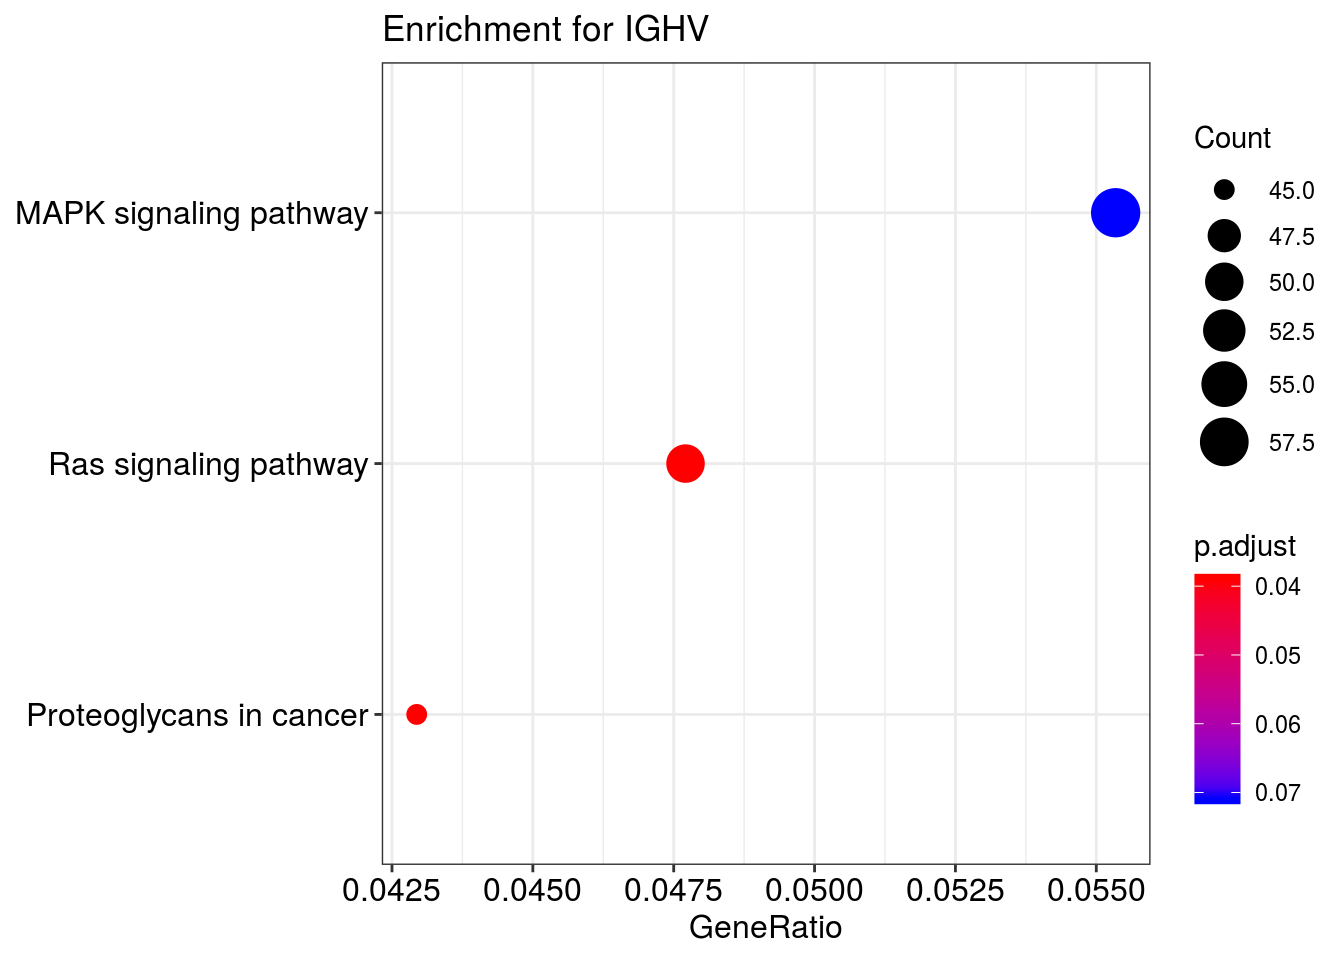 Enrichment for IGHV
MAPK signaling pathway
Ras signaling pathway
Proteoglycans in cancer
0.0425 0.0450 0.0475 0.0500 0.0525 0.0550
GeneRatio
Count
45.0
47.5
50.0
52.5
55.0
57.5
p.adjust
0.04
0.05
0.06
0.07